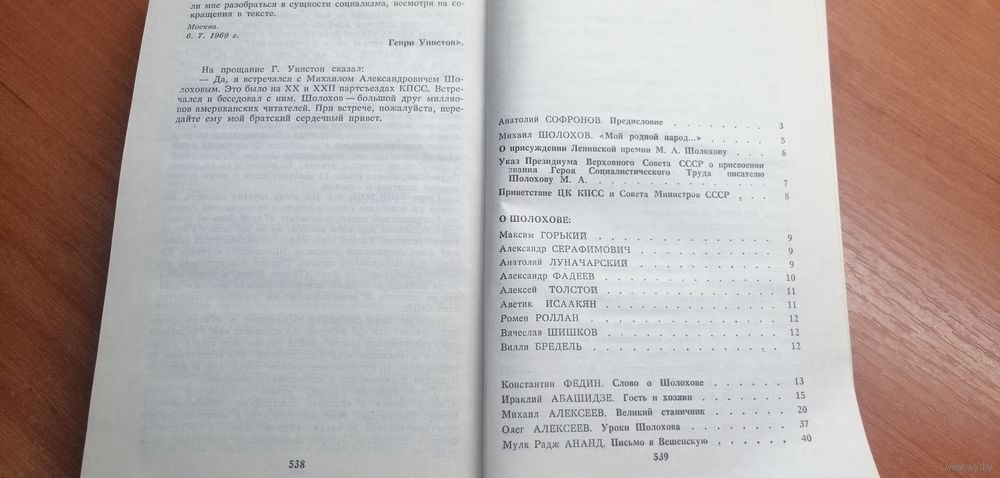 ли мне разобраться в сущности социализма, несмотря на со-
кращения в тексте.
Москва.
6. 7. 1969 г.
Генри Уинстон».
На прощание Г. Уинстон сказал:
— Да, я встречался с Михаилом Александровичем Шо-
лоховым. Это было на XX и XXII партсъездах КПСС. Встре-
чался и беседовал с ним. Шолохов — большой друг миллио-
нов американских читателей. При встрече, пожалуйста, пере-
дайте ему мой братский сердечный привет.
538
Анатолий СОФРОНОВ. Предисловие . . . . . . . . 3
Михаил ШОЛОХОВ. «Мой родной народ...» . . . . . . 5
О присуждении Ленинской премии М. А. Шолохову . . . 6
Указ Президиума Верховного Совета СССР о присвоении
звания Героя Социалистического Труда писателю
Шолохову М. А. . . . . . . . . . . . . 7
Приветствие ЦК КПСС и Совета Министров СССР . . . 8
О ШОЛОХОВЕ:
Максим ГОРЬКИЙ . . . . . . . . . . . . 9
Александр СЕРАФИМОВИЧ . . . . . . . . . 9
Анатолий ЛУНАЧАРСКИЙ . . . . . . . . . 9
Александр ФАДЕЕВ . . . . . . . . . . . 10
Алексей ТОЛСТОЙ . . . . . . . . . . . 11
Аветик ИСААКЯН . . . . . . . . . . . 11
Ромен РОЛЛАН . . . . . . . . . . . . 12
Вячеслав ШИШКОВ . . . . . . . . . . . 12
Вилли БРЕДЕЛЬ . . . . . . . . . . . . 12
Константин ФЕДИН. Слово о Шолохове . . . . . . 13
Ираклий АБАШИДЗЕ. Гость и хозяин . . . . . . . 15
Михаил АЛЕКСЕЕВ. Великий станичник . . . . . . 20
Олег АЛЕКСЕЕВ. Уроки Шолохова . . . . . . . . 37
Мулк Радж АНАНД. Письмо в Вешенскую . . . . . . 40
539
www.ay.by